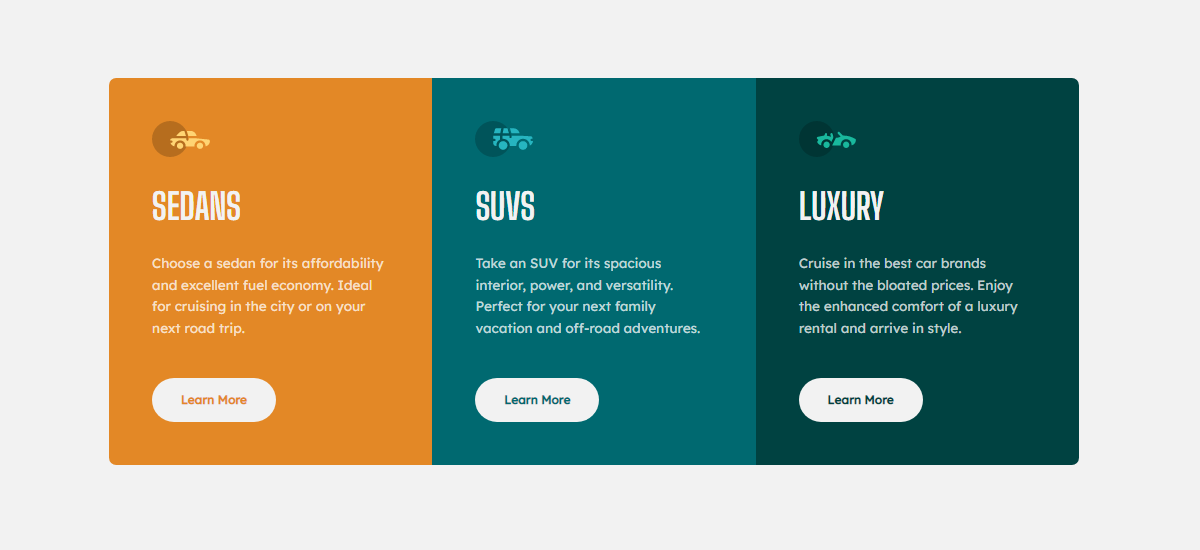 SEDANS
Choose a sedan for its affordability
and excellent fuel economy. Ideal
for cruising in the city or on your
next road trip.
Learn More
SUVS
Take an SUV for its spacious
interior, power, and versatility.
Perfect for your next family
vacation and off-road adventures.
Learn More
LUXURY
Cruise in the best car brands
without the bloated prices. Enjoy
the enhanced comfort of a luxury
rental and arrive in style.
Learn More